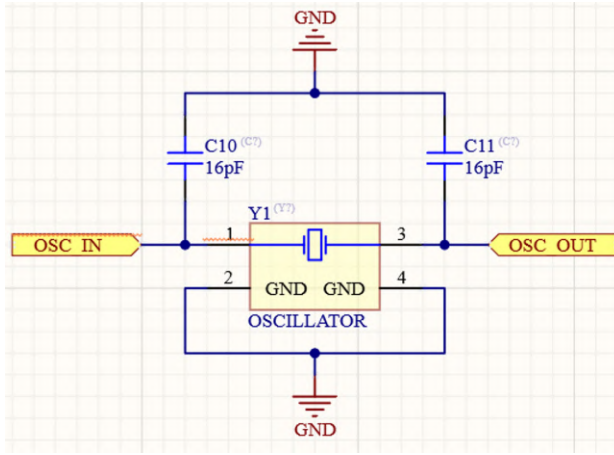 GND
C10 (C?)
16pF
C11 (C?)
16pF
Y1 (Y?)
OSC IN
1
3
OSC OUT
2
GND
GND
4
OSCILLATOR
GND